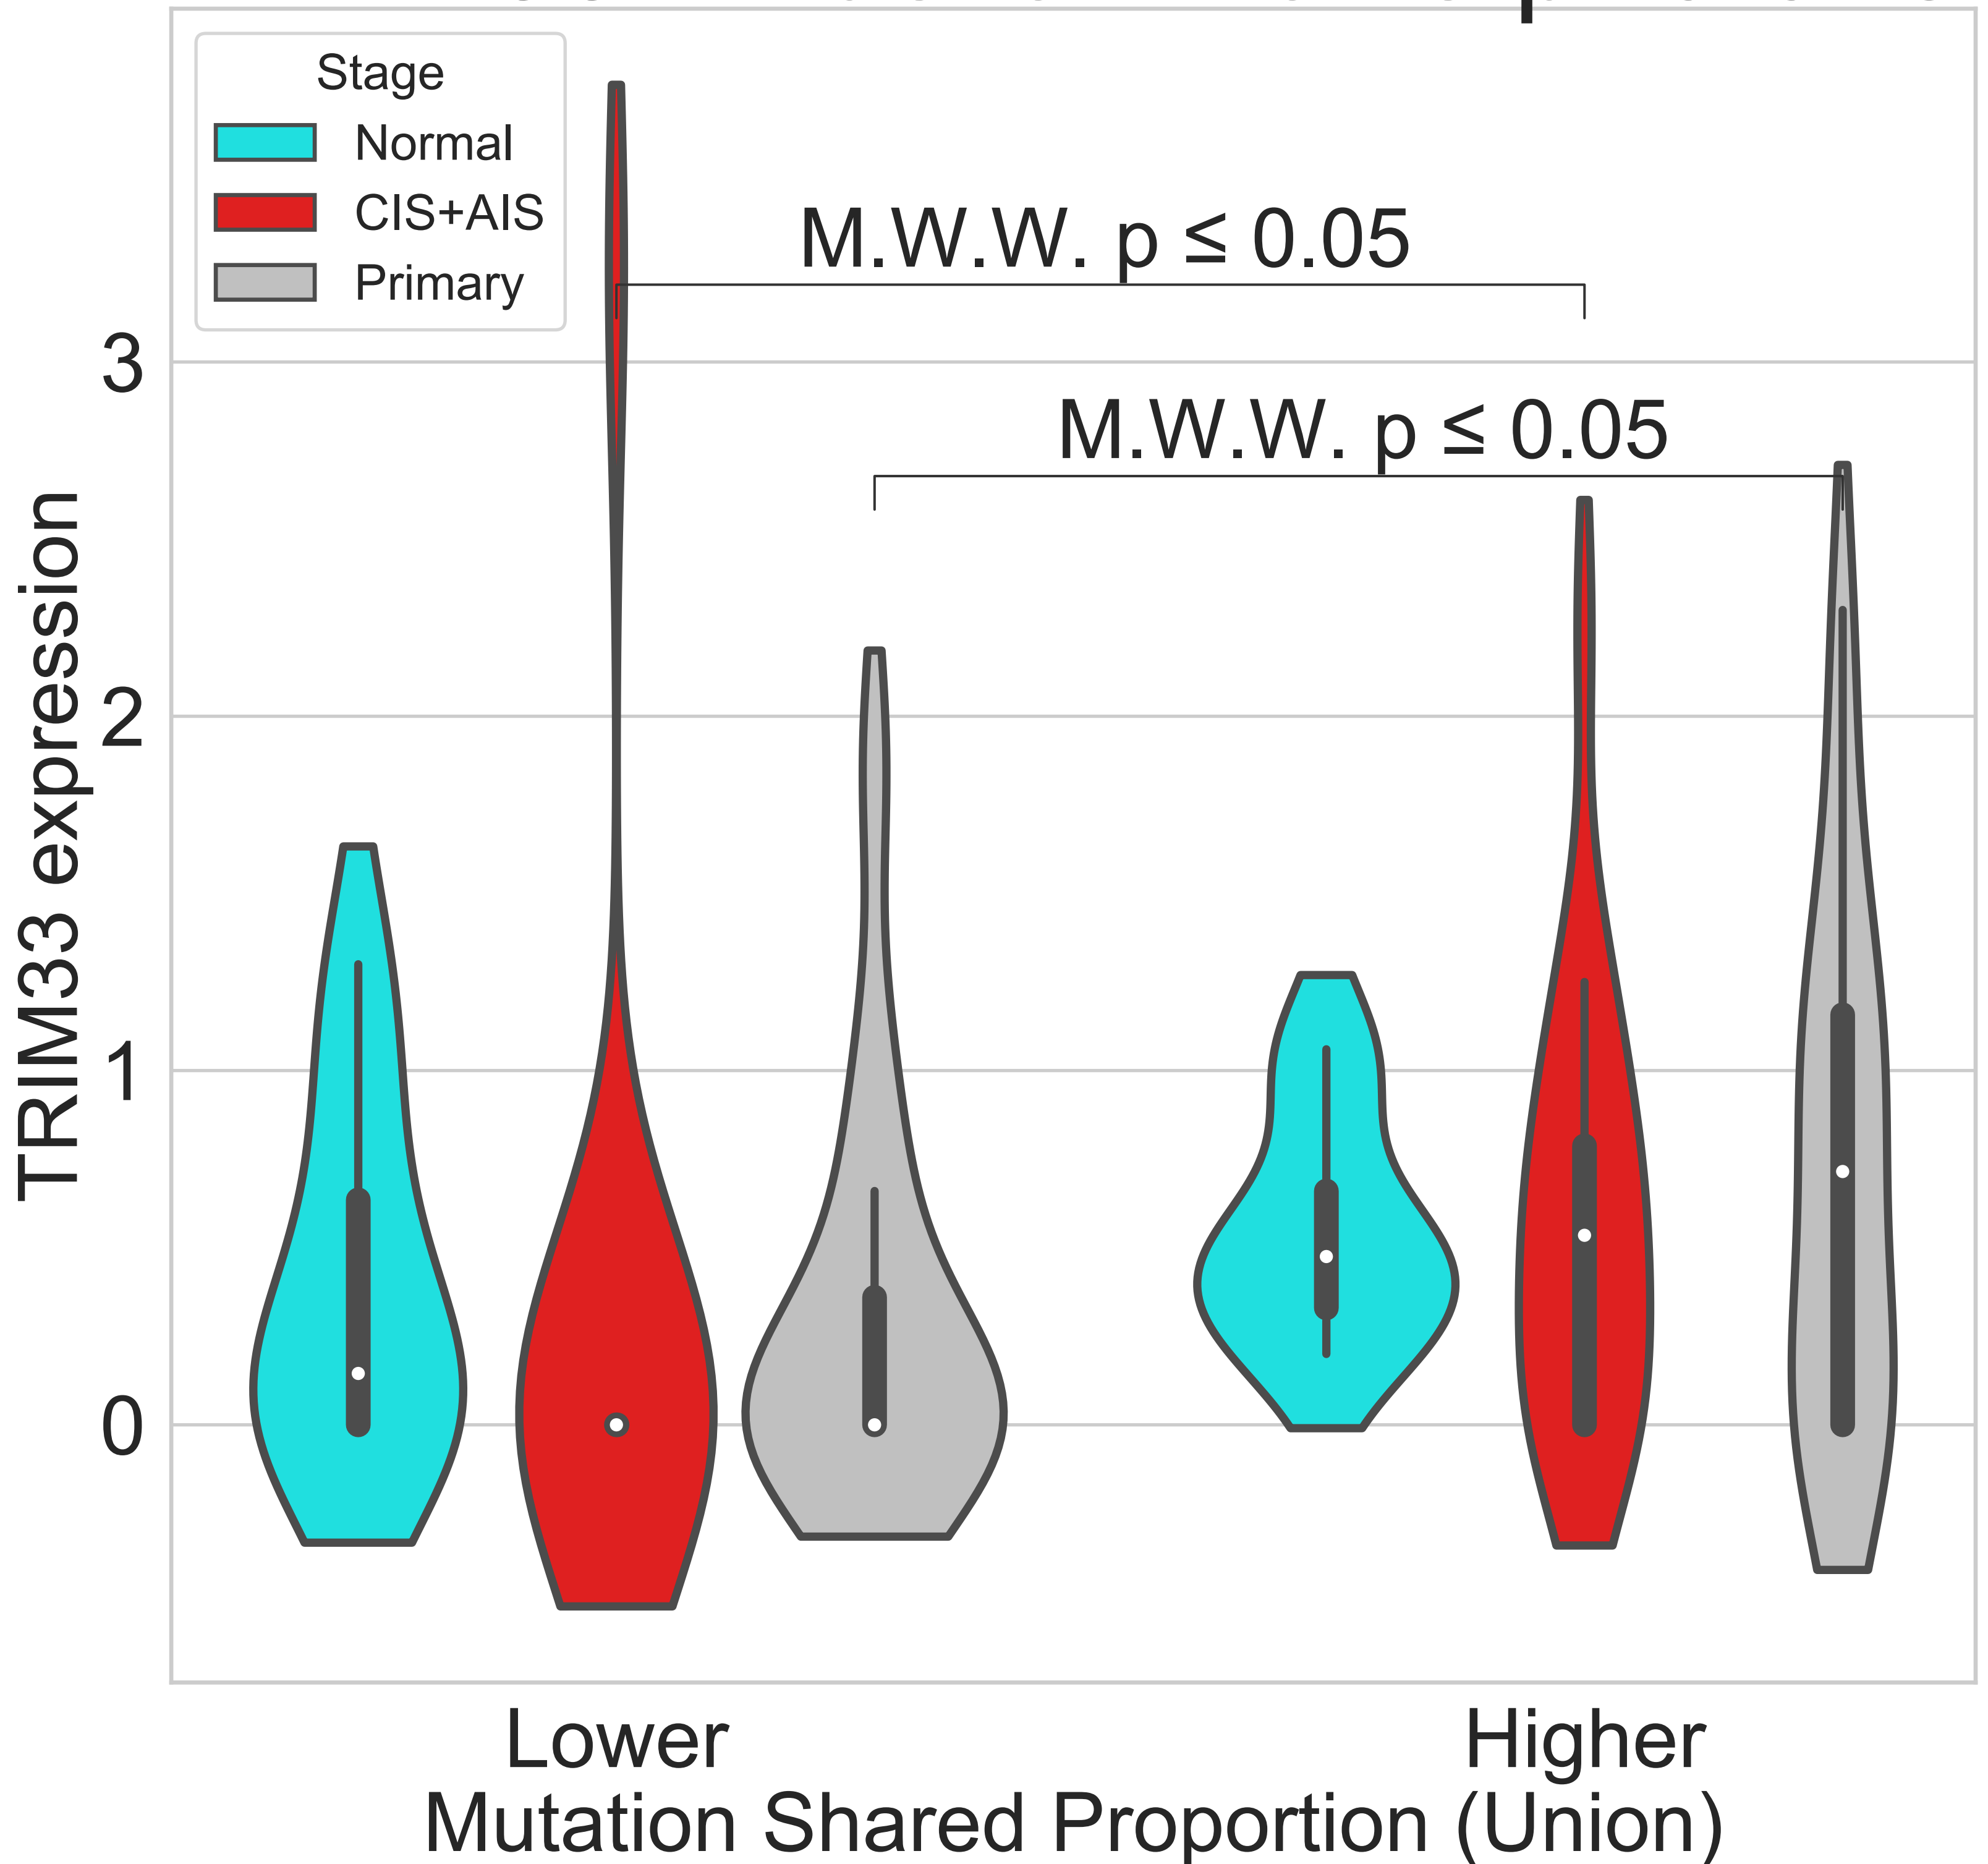 Stage
Normal
CIS+AIS
Primary
M.W.W. p ≤ 0.05
M.W.W. p ≤ 0.05
3
2
1
0
TRIM33 expression
Lower
Higher
Mutation Shared Proportion (Union)